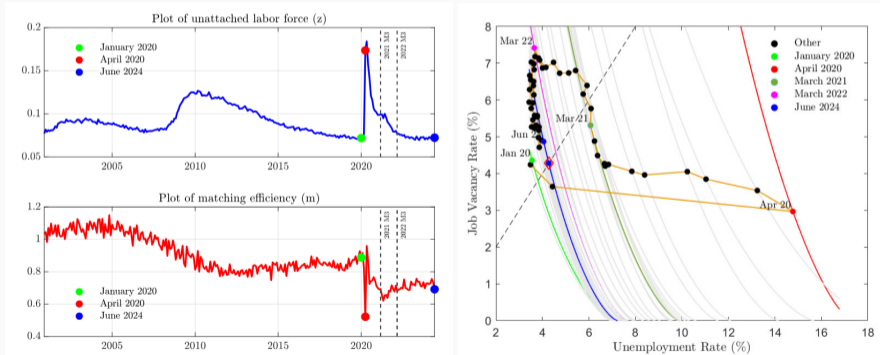 Plot of unattached labor force (z)
0.2
0.15
0.1
0.05
January 2020
April 2020
June 2024
2021 M3
2022 M3
2005
2010
2015
2020
Plot of matching efficiency (m)
1.2
1
0.8
0.6
0.4
January 2020
April 2020
June 2024
2021 M3
2022 M3
2005
2010
2015
2020
Job Vacancy Rate (%)
8
7
6
5
4
3
2
1
0
Mar 22
Mar 21
Jun
Jan 20
Apr 20
Other
January 2020
April 2020
March 2021
March 2022
June 2024
2
4
6
8
10
12
14
16
18
Unemployment Rate (%)